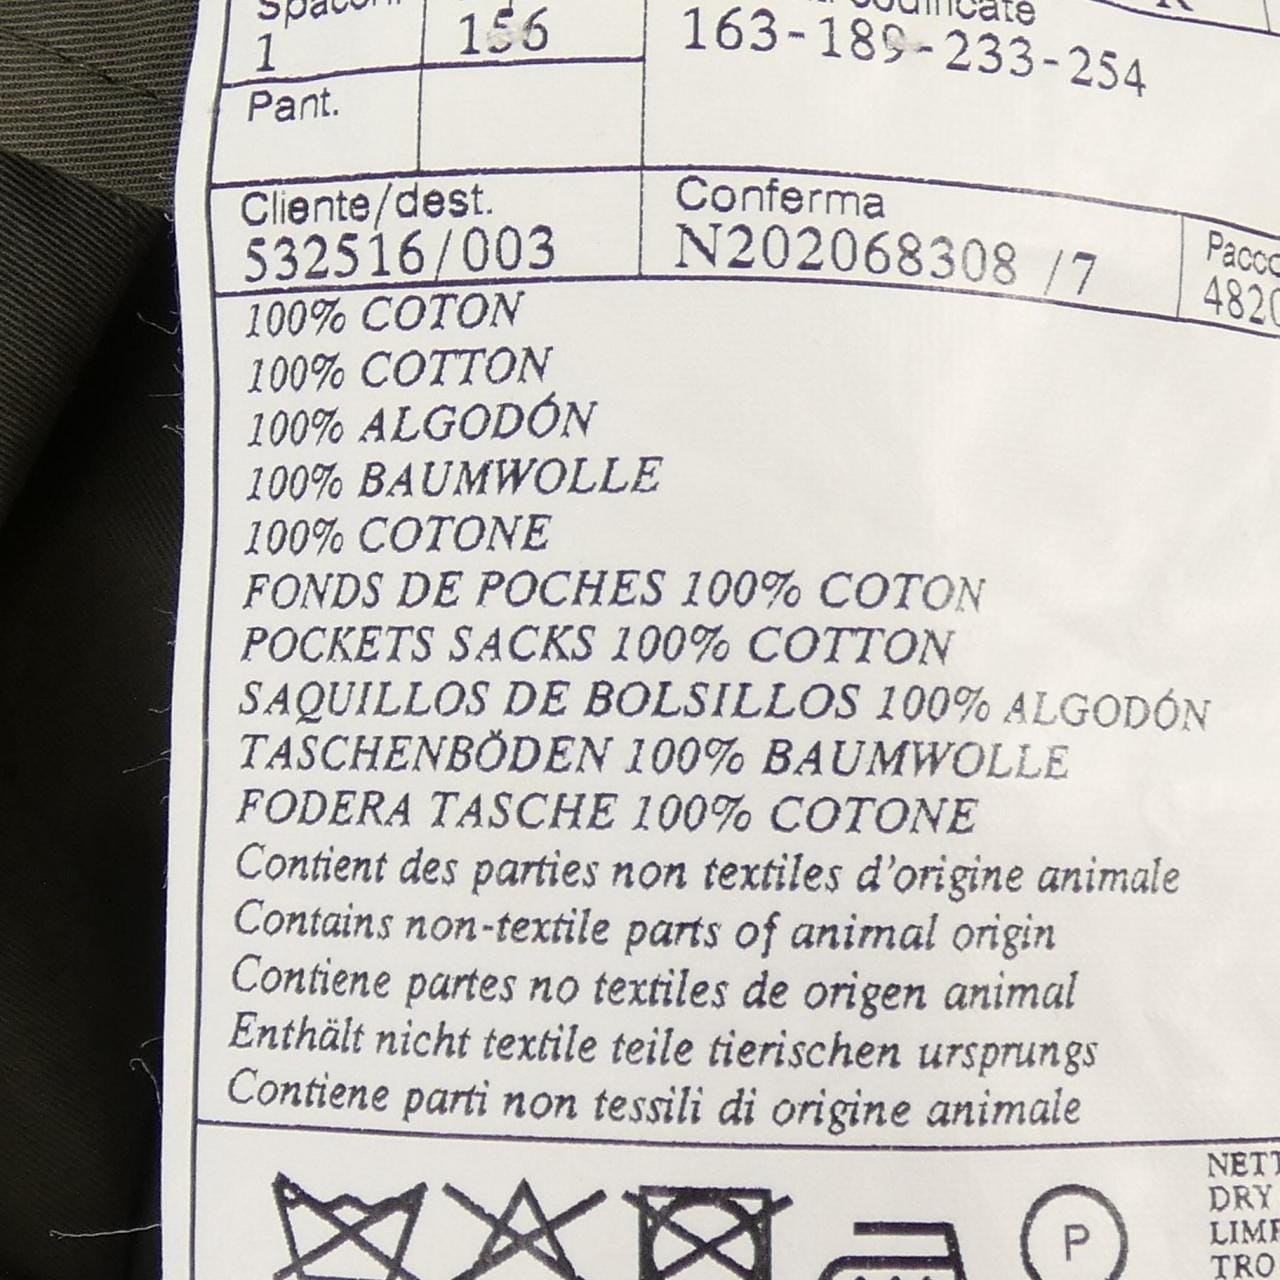 1
156
163-189-233-254
Pant.
Cliente/dest.
532516/003
Conferma
N202068308 /7
100% COTON
100% COTTON
100% ALGODÓN
100% BAUMWOLLE
100% COTONE
FONDS DE POCHES 100% COTON
POCKETS SACKS 100% COTTON
SAQUILLOS DE BOLSILLOS 100% ALGODÓN
TASCHENBÖDEN 100% BAUMWOLLE
FODERA TASCHE 100% COTONE
Contient des parties non textiles d'origine animale
Contains non-textile parts of animal origin
Contiene partes no textiles de origen animal
Enthält nicht textile teile tierischen ursprungs
Contiene parti non tessili di origine animale
P
DRY